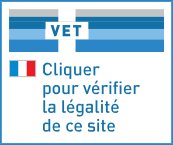 VET
Cliquer
pour vérifier
la légalité
de ce site